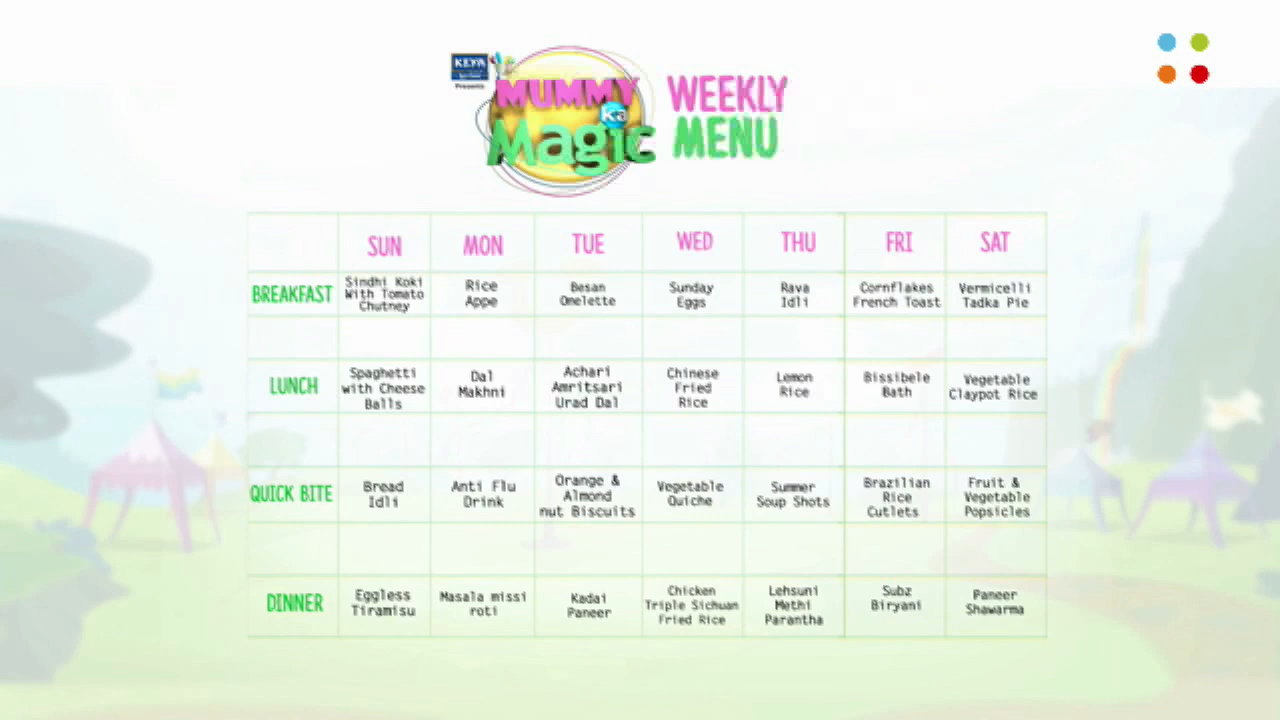 KEYA
Presents
MUMMY
ka
Magic
WEEKLY
MENU
SUN MON TUE WED THU FRI SAT
BREAKFAST
Sindhi Koki
With Tomato
Chutney
Rice
Appe
Besan
Omelette
Sunday
Eggs
Rava
Idli
Cornflakes
French Toast
Vermicelli
Tadka Pie
LUNCH
Spaghetti
with Cheese
Balls
Dal
Makhni
Achari
Amritsari
Urad Dal
Chinese
Fried
Rice
Lemon
Rice
Bissibele
Bath
Vegetable
Claypot Rice
QUICK BITE
Bread
Idli
Anti Flu
Drink
Orange &
Almond
nut Biscuits
Vegetable
Quiche
Summer
Soup Shots
Brazilian
Rice
Cutlets
Fruit &
Vegetable
Popsicles
DINNER
Eggless
Tiramisu
Masala missi
roti
Kadai
Paneer
Chicken
Triple Sichuan
Fried Rice
Lehsuni
Methi
Parantha
Subz
Biryani
Paneer
Shawarma